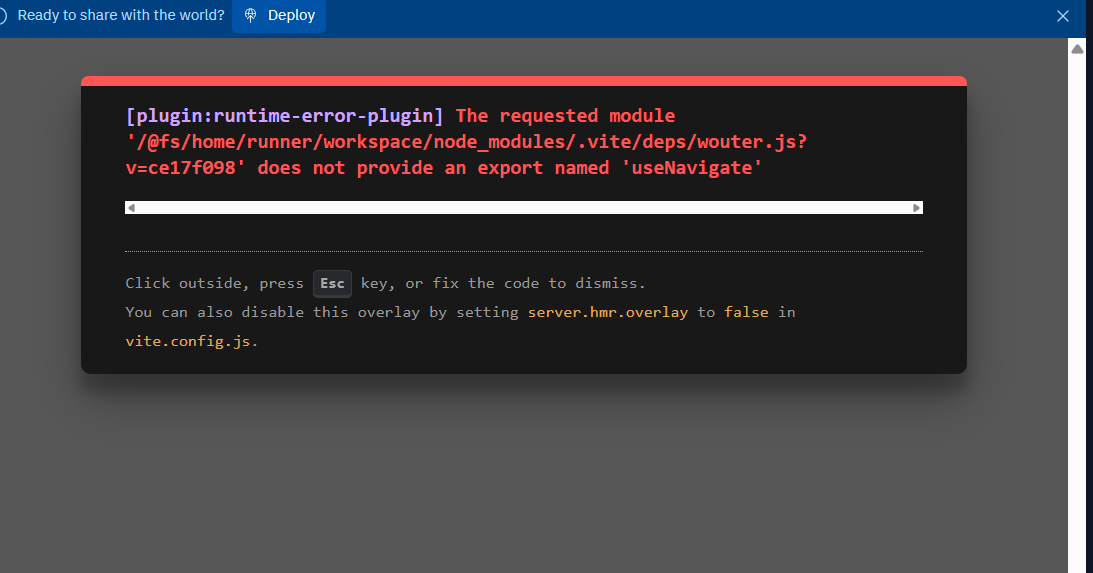 Ready to share with the world? Deploy
[plugin:runtime-error-plugin] The requested module
'/@fs/home/runner/workspace/node_modules/.vite/deps/wouter.js?
v=ce17f098' does not provide an export named 'useNavigate'
Click outside, press Esc key, or fix the code to dismiss.
You can also disable this overlay by setting server.hmr.overlay to false in
vite.config.js.